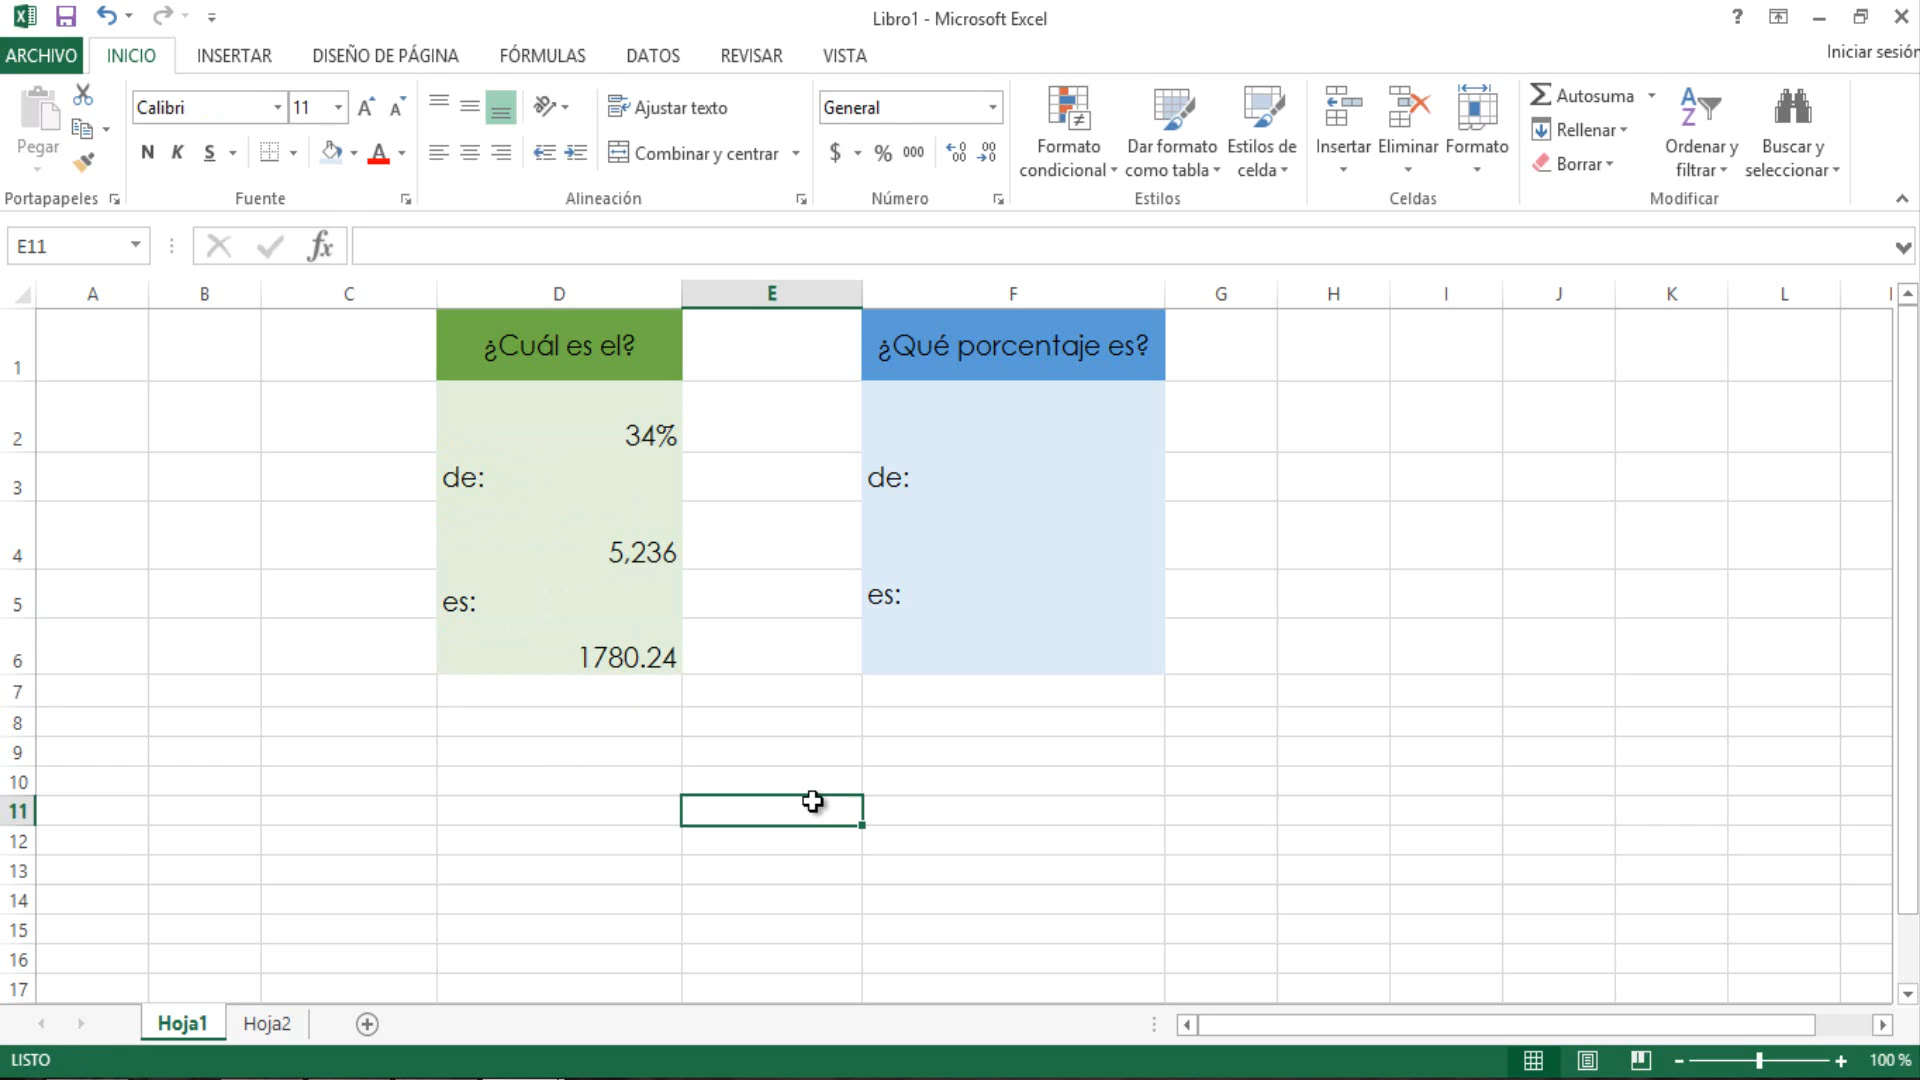 Libro1 - Microsoft Excel
?
ARCHIVO INICIO INSERTAR DISEÑO DE PÁGINA FÓRMULAS DATOS REVISAR VISTA Iniciar sesión
Pegar
Portapapeles
Calibri 11
N K S
Fuente
Ajustar texto
Combinar y centrar
Alineación
General
$ % 000
Número
Formato condicional
Dar formato como tabla
Estilos de celda
Estilos
Insertar Eliminar Formato
Celdas
Autosuma
Rellenar
Borrar
Ordenar y filtrar
Buscar y seleccionar
Modificar
E11 fx
A B C D E F G H I J K L
1 ¿Cuál es el? ¿Qué porcentaje es?
2 34%
3 de: de:
4 5,236
5 es: es:
6 1780.24
7
8
9
10
11
12
13
14
15
16
17
Hoja1 Hoja2
LISTO 100 %